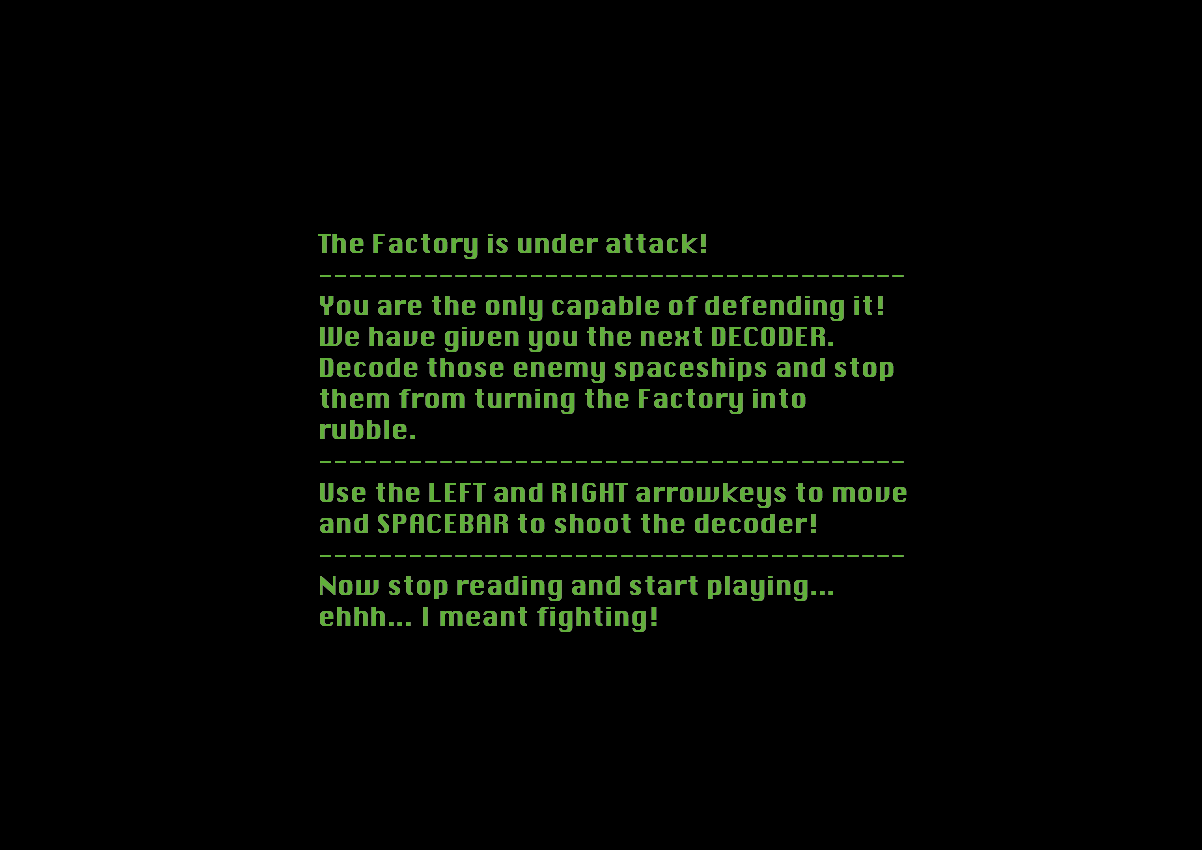 The Factory is under attack!
---------------------------------------
You are the only capable of defending it!
We have given you the next DECODER.
Decode those enemy spaceships and stop
them from turning the Factory into
rubble.
---------------------------------------
Use the LEFT and RIGHT arrowkeys to move
and SPACEBAR to shoot the decoder!
---------------------------------------
Now stop reading and start playing...
ehhh... I meant fighting!